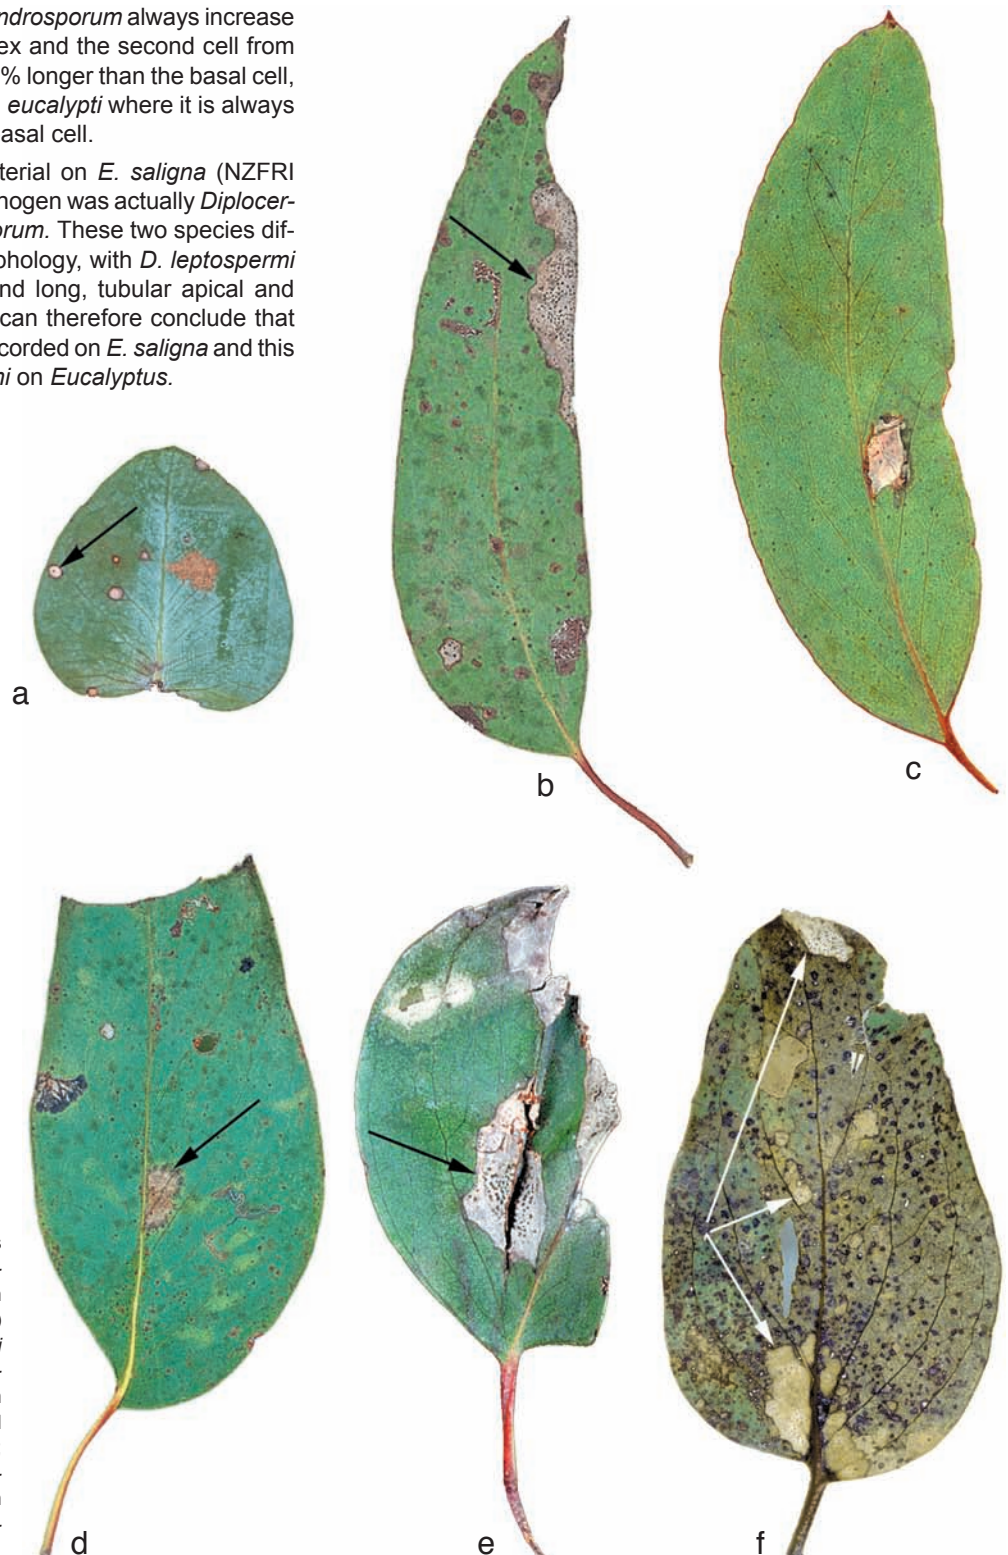 ndrosporum always increase
ex and the second cell from
% longer than the basal cell,
eucalypti where it is always
asal cell.
terial on E. saligna (NZFRI
hogen was actually Diplocer-
orum. These two species dif-
phology, with D. leptospermi
nd long, tubular apical and
can therefore conclude that
corded on E. saligna and this
ni on Eucalyptus.
a
b
c
d
e
f